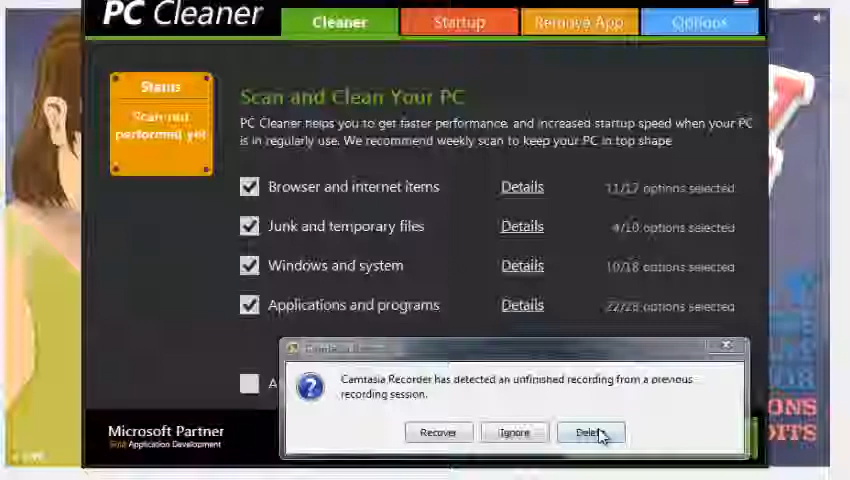 PC Cleaner
Cleaner
Startup
Remove App
Options
Status
Scan not
performed yet
Scan and Clean Your PC
PC Cleaner helps you to get faster performance, and increased startup speed when your PC
is in regularly use. We recommend weekly scan to keep your PC in top shape
Browser and internet items Details 11/17 options selected
Junk and temporary files Details 4/10 options selected
Windows and system Details 10/18 options selected
Applications and programs Details 22/28 options selected
A
Camtasia Recorder has detected an unfinished recording from a previous
recording session.
Recover
Ignore
Delete
Microsoft Partner
Gold Application Development
ONS
DITS